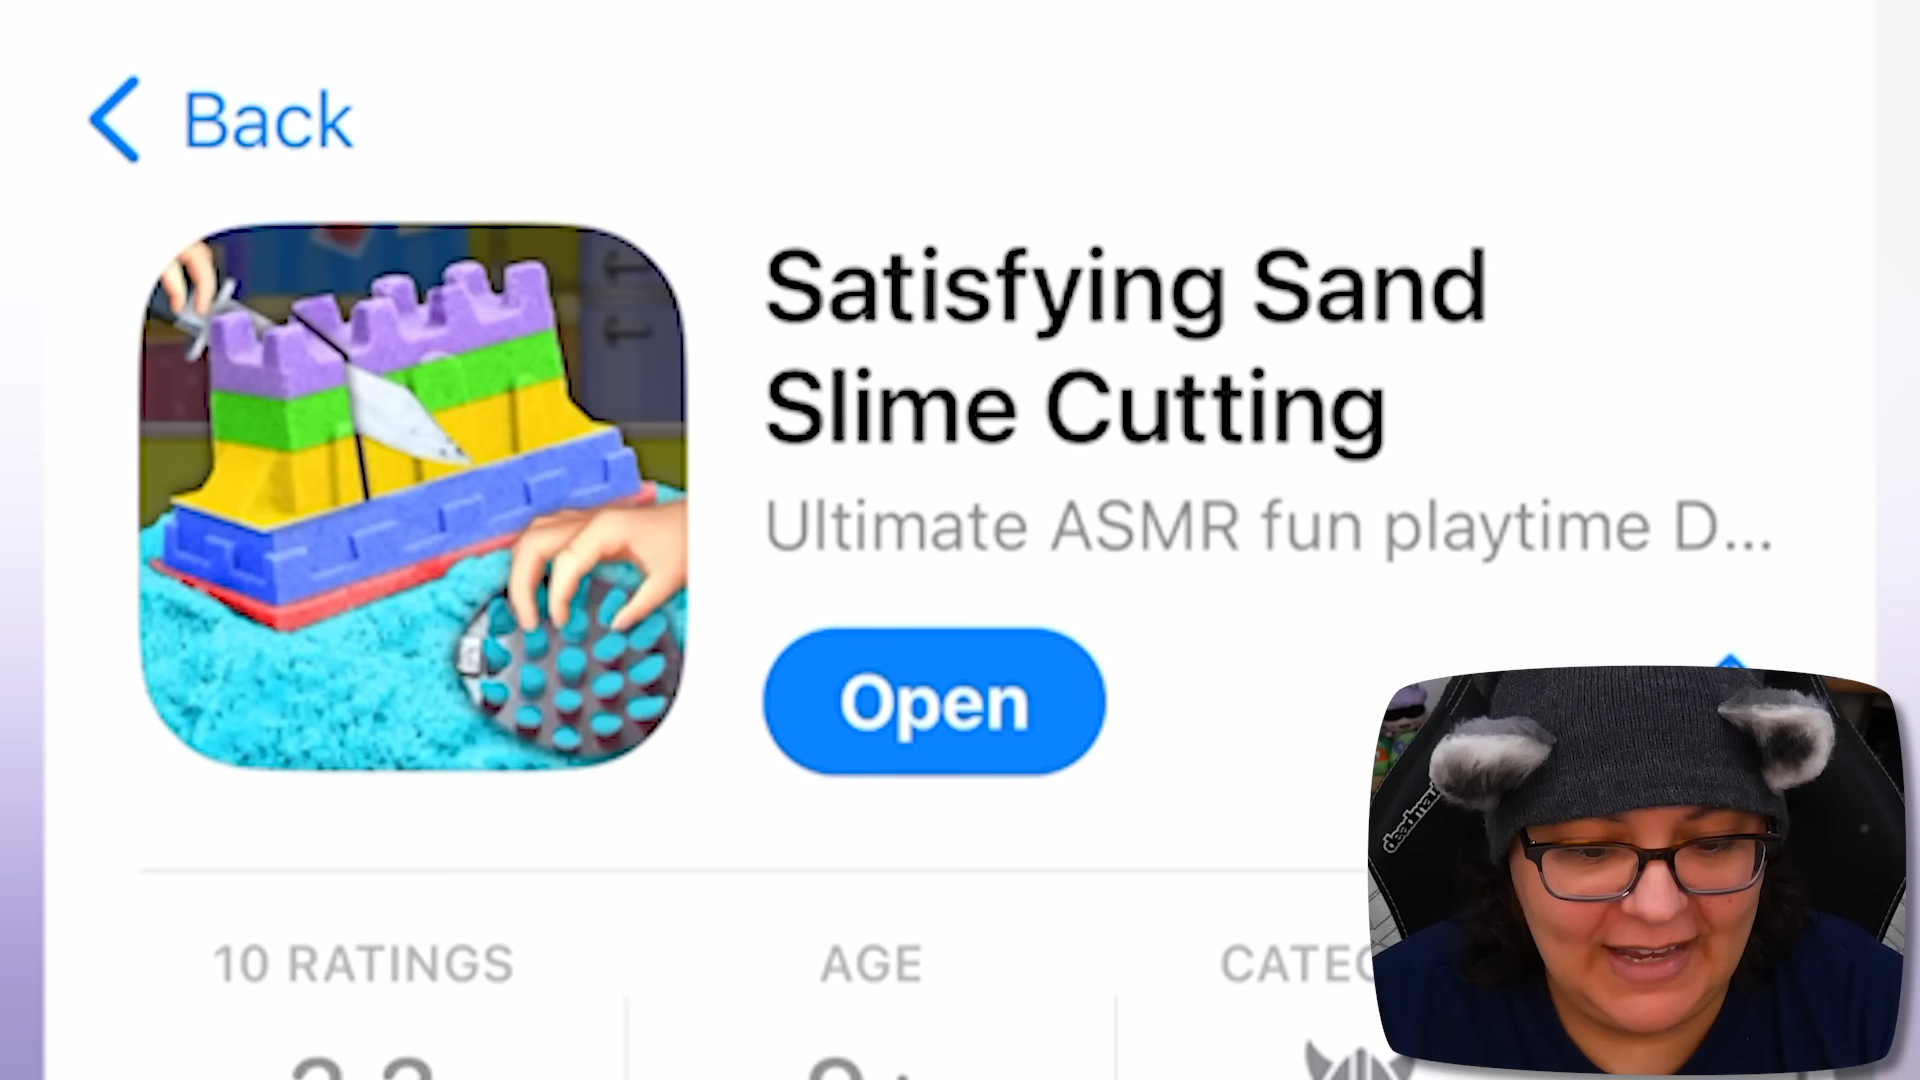 Back
Satisfying Sand
Slime Cutting
Ultimate ASMR fun playtime D...
Open
10 RATINGS
AGE